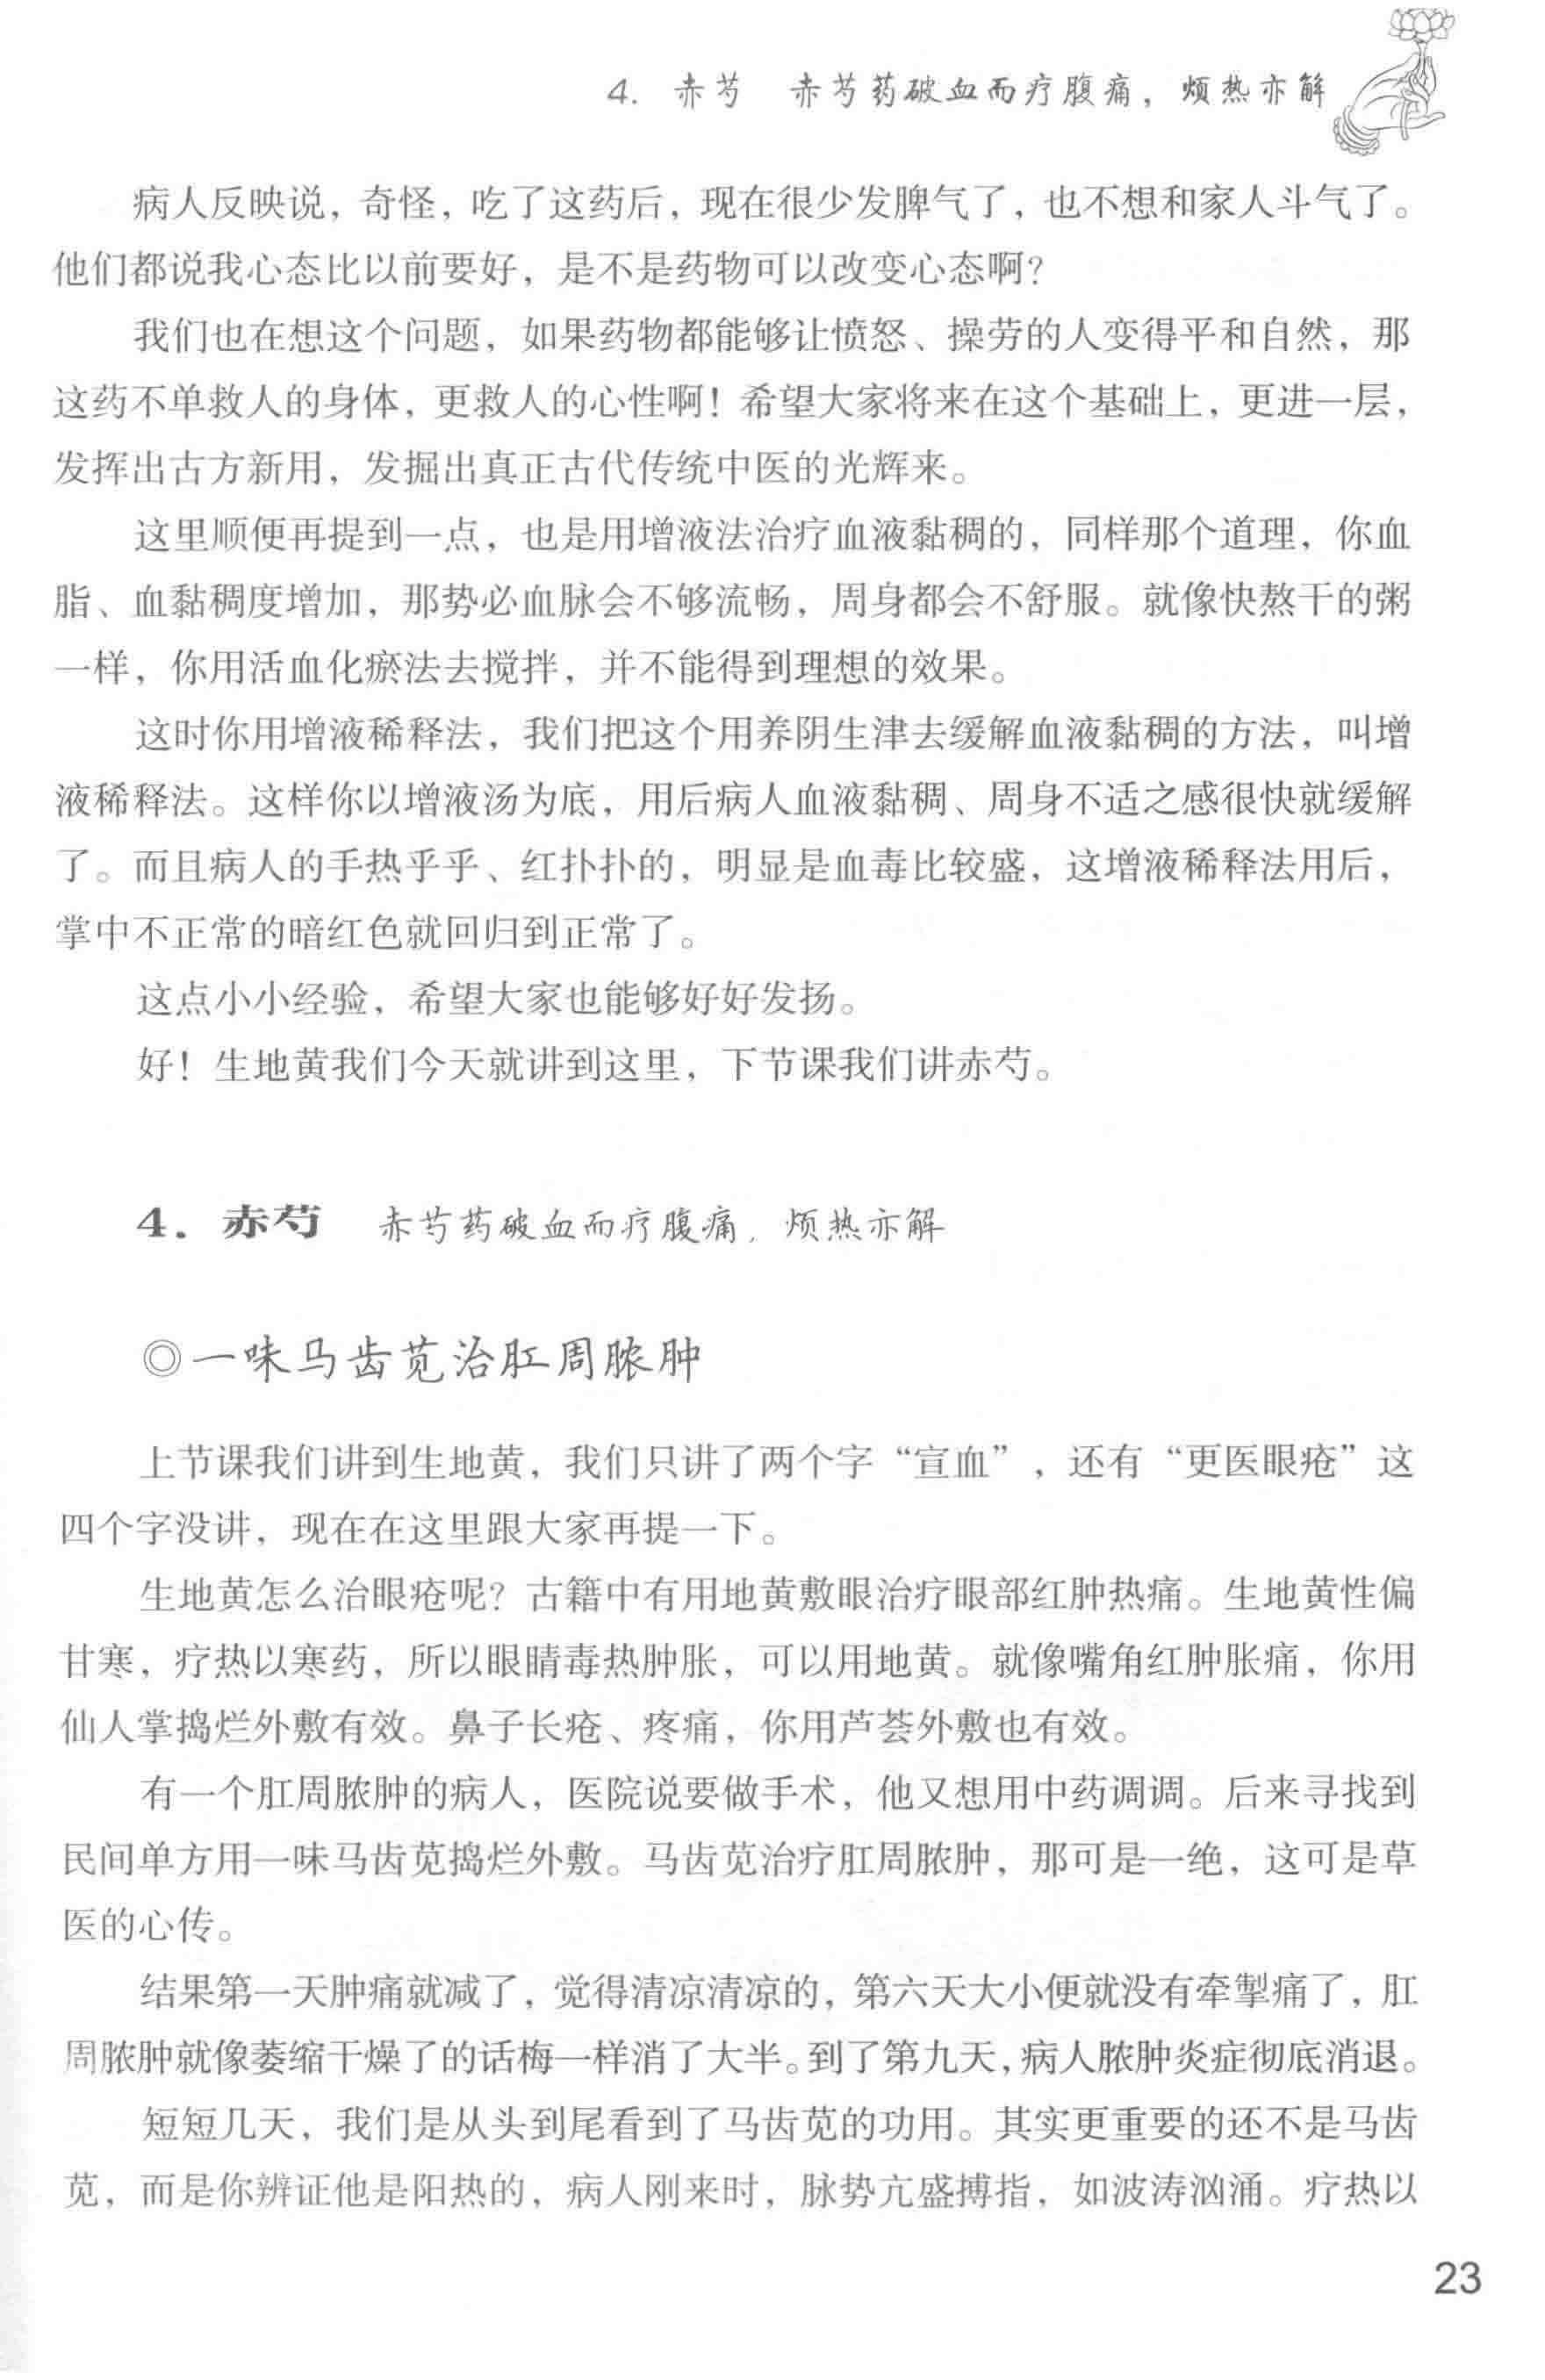 4. 赤芍 赤芍药破血而疗腹痛，烦热亦解
病人反映说，奇怪，吃了这药后，现在很少发脾气了，也不想和家人斗气了。
他们都说我心态比以前要好，是不是药物可以改变心态啊？
我们也在想这个问题，如果药物都能够让愤怒、操劳的人变得平和自然，那
这药不单救人的身体，更救人的心性啊！希望大家将来在这个基础上，更进一层，
发挥出古方新用，发掘出真正古代传统中医的光辉来。
这里顺便再提到一点，也是用增液法治疗血液黏稠的，同样那个道理，你血
脂、血黏稠度增加，那势必血脉会不够流畅，周身都会不舒服。就像快熬干的粥
一样，你用活血化瘀法去搅拌，并不能得到理想的效果。
这时你用增液稀释法，我们把这个用养阴生津去缓解血液黏稠的方法，叫增
液稀释法。这样你以增液汤为底，用后病人血液黏稠、周身不适之感很快就缓解
了。而且病人的手热乎乎、红扑扑的，明显是血毒比较盛，这增液稀释法用后，
掌中不正常的暗红色就回归到正常了。
这点小小经验，希望大家也能够好好发扬。
好！生地黄我们今天就讲到这里，下节课我们讲赤芍。
4. 赤芍 赤芍药破血而疗腹痛，烦热亦解
◎一味马齿苋治肛周脓肿
上节课我们讲到生地黄，我们只讲了两个字“宣血”，还有“更医眼疮”这
四个字没讲，现在在这里跟大家再提一下。
生地黄怎么治眼疮呢？古籍中有用地黄敷眼治疗眼部红肿热痛。生地黄性偏
甘寒，疗热以寒药，所以眼睛毒热肿胀，可以用地黄。就像嘴角红肿胀痛，你用
仙人掌捣烂外敷有效。鼻子长疮、疼痛，你用芦荟外敷也有效。
有一个肛周脓肿的病人，医院说要做手术，他又想用中药调调。后来寻找到
民间单方用一味马齿苋捣烂外敷。马齿苋治疗肛周脓肿，那可是一绝，这可是草
医的心传。
结果第一天肿痛就减了，觉得清凉清凉的，第六天大小便就没有牵掣痛了，肛
周脓肿就像萎缩干燥了的话梅一样消了大半。到了第九天，病人脓肿炎症彻底消退。
短短几天，我们是从头到尾看到了马齿苋的功用。其实更重要的还不是马齿
苋，而是你辨证他是阳热的，病人刚来时，脉势亢盛搏指，如波涛汹涌。疗热以
23